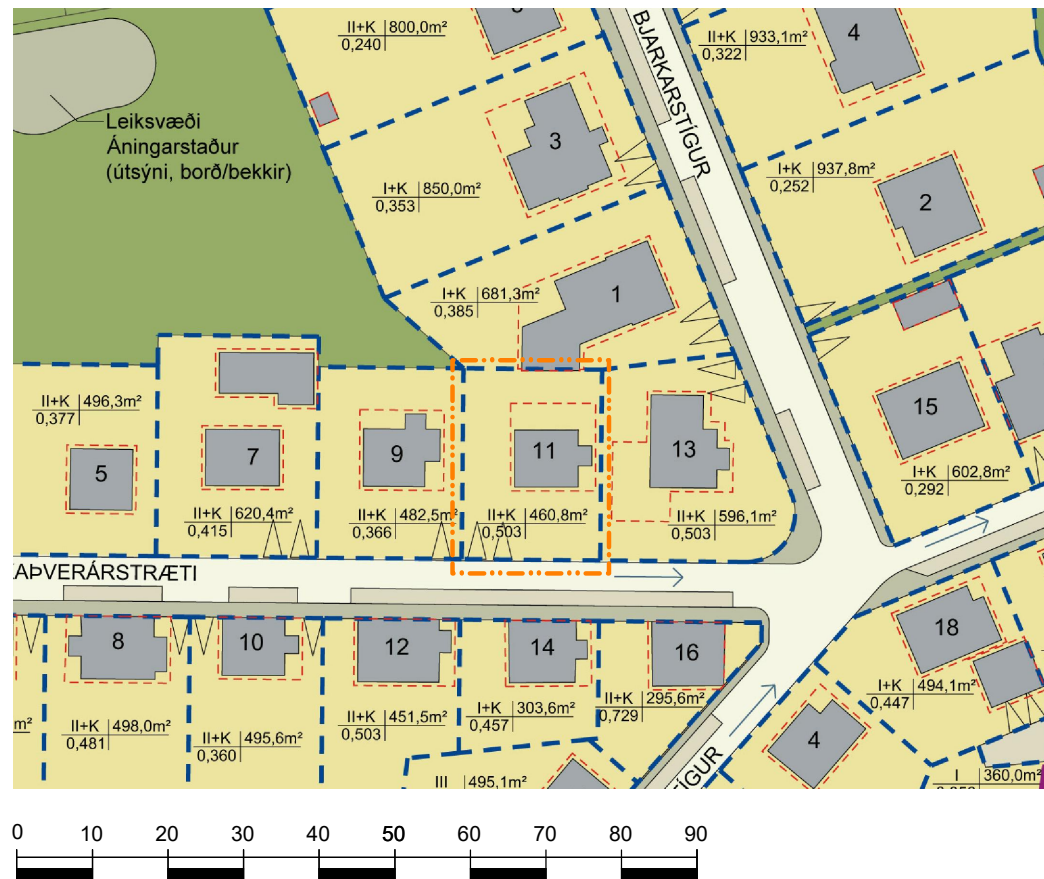 II+K 800,0m²
0,240
II+K 933,1m²
0,322
4
BJARKARSTÍGUR
Leiksvæði
Áningarstaður
(útsýni, borð/bekkir)
3
I+K 850,0m²
0,353
I+K 937,8m²
0,252
2
I+K 681,3m²
0,385
1
II+K 496,3m²
0,377
5
7
9
11
13
15
I+K 602,8m²
0,292
II+K 620,4m²
0,415
II+K 482,5m²
0,366
II+K 460,8m²
0,503
II+K 596,1m²
0,503
AÞVERÁRSTRÆTI
8
10
12
14
16
18
m²
II+K 498,0m²
0,481
II+K 495,6m²
0,360
II+K 451,5m²
0,503
I+K 303,6m²
0,457
II+K 295,6m²
0,729
I+K 494,1m²
0,447
4
III 495,1m²
ÍGUR
I 360,0m²
0 10 20 30 40 50 60 70 80 90